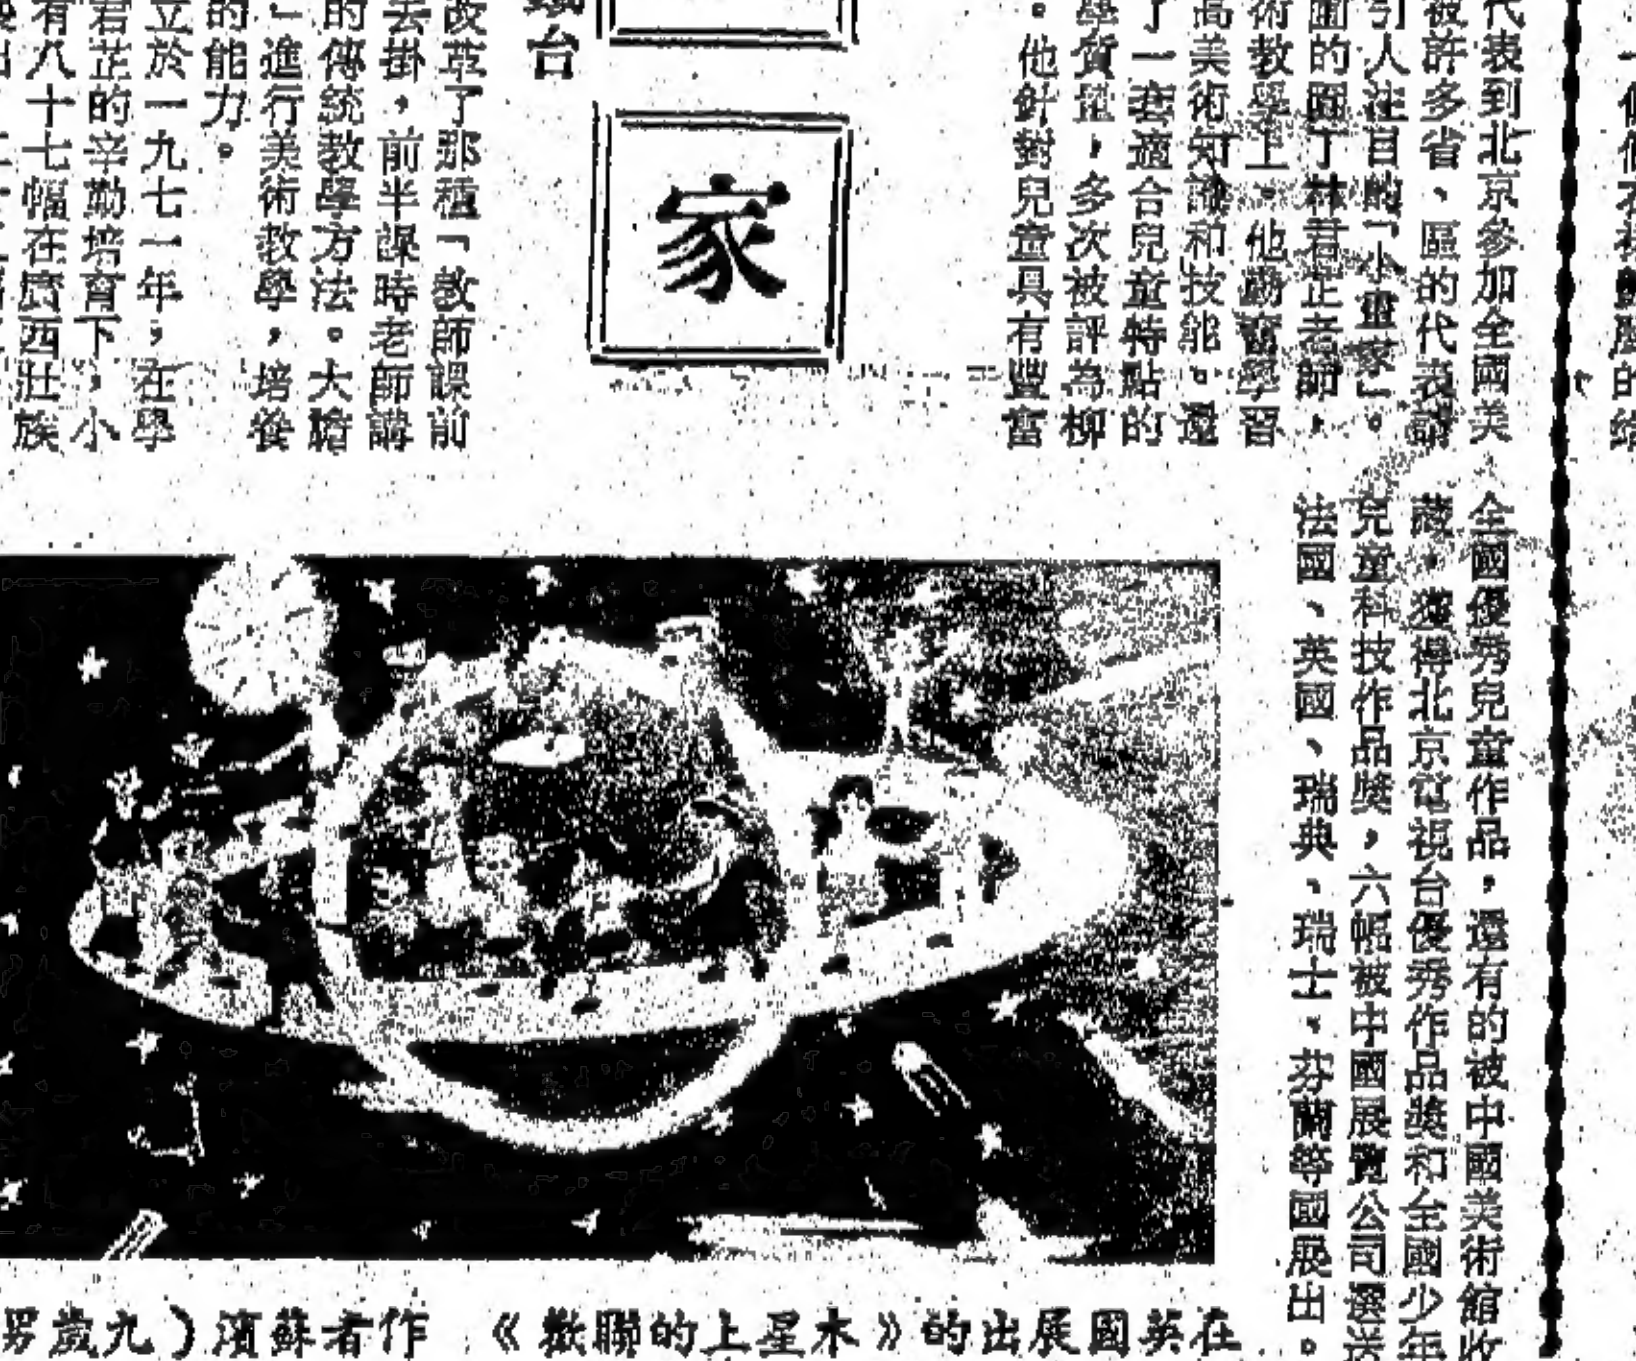 代表到北京參加全國美
被許多省、區的代表請
引人注目的「小畫家」。
園的園丁林君芷老師，
術教學上。他勤奮學習
高美術知識和技能。還
了一套適合兒童特點的
學質量，多次被評為柳
。他針對兒童具有豐富
台
家
改革了那種「教師課前
去掛，前半課時老師講
的傳統教學方法。大膽
」進行美術教學，培養
的能力。
立於一九七一年，在學
君芷的辛勤培育下，小
有八十七幅在廣西壯族
全國優秀兒童作品，還有的被中國美術館收
藏，獲得北京電視台優秀作品獎和全國少年
兒童科技作品獎，六幅被中國展覽公司選送
法國、英國、瑞典、瑞士、芬蘭等國展出。
在英國展出的《木星上的聯歡》 作者蘇濱（九歲男